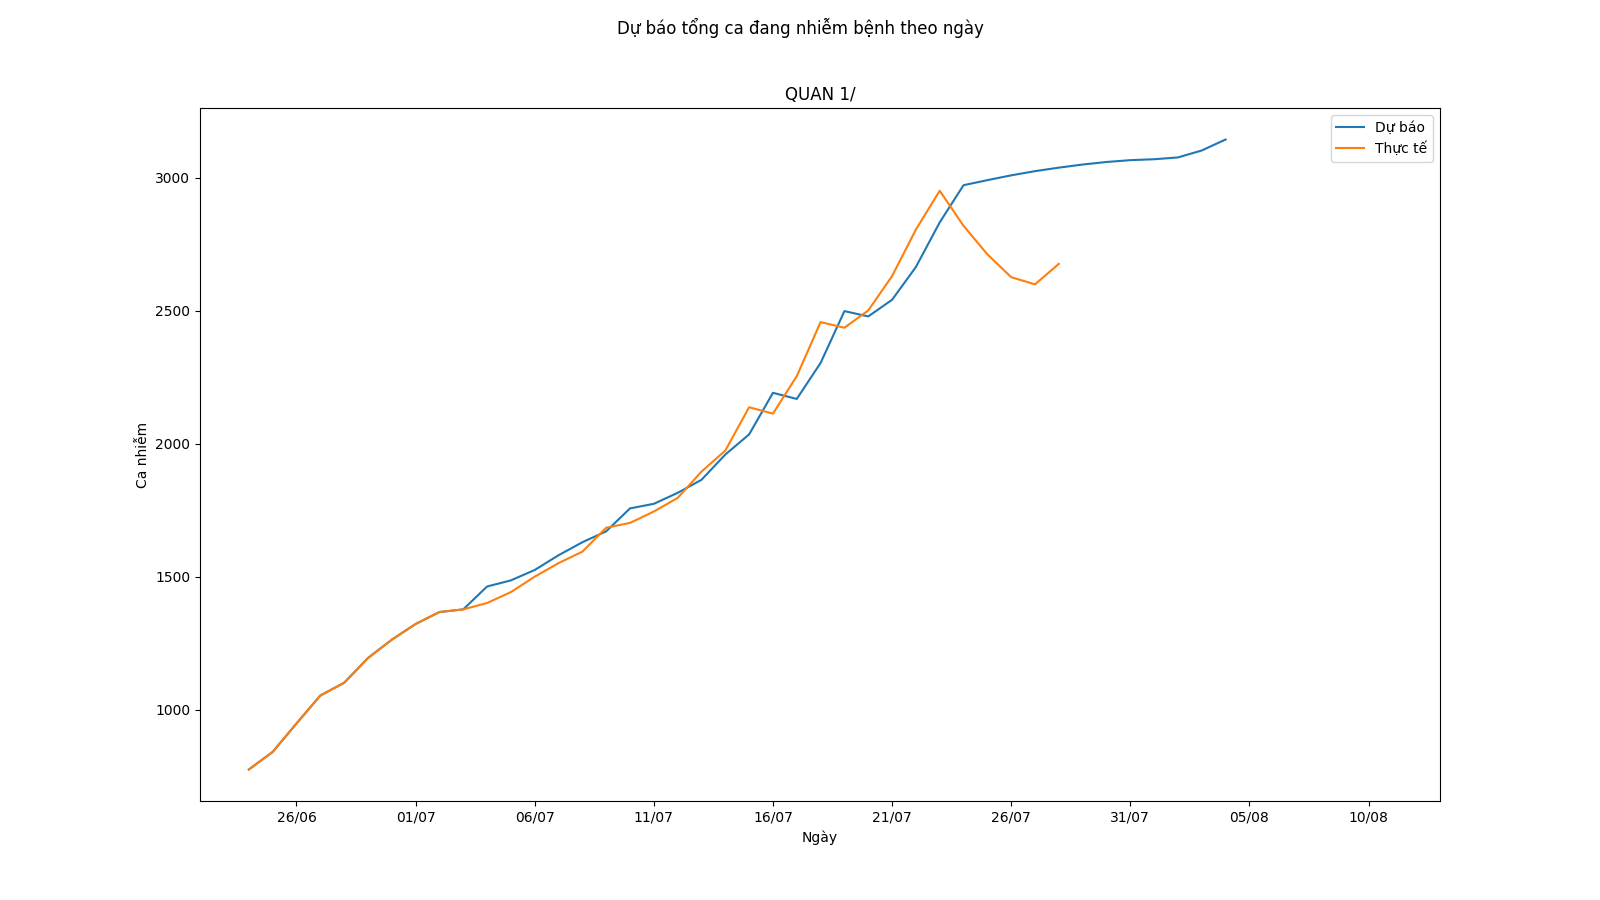 Dự báo tổng ca đang nhiễm bệnh theo ngày
QUAN 1/
Dự báo
Thực tế
3000
2500
2000
1500
1000
Ca nhiễm
26/06 01/07 06/07 11/07 16/07 21/07 26/07 31/07 05/08 10/08
Ngày